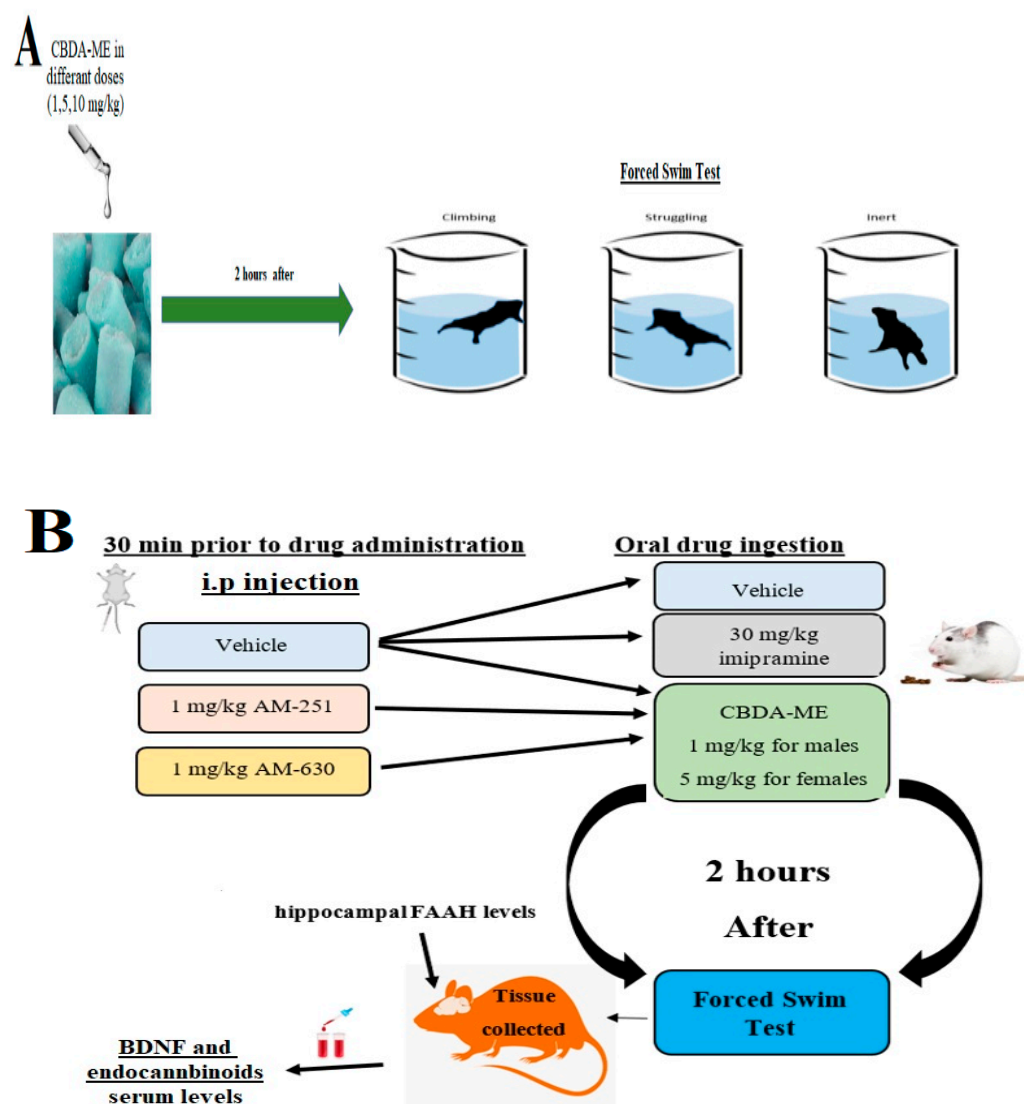 A
CBDA-ME in
differant doses
(1,5,10 mg/kg)
Forced Swim Test
Climbing
Struggling
Inert
2 hours after
B
30 min prior to drug administration
i.p injection
Oral drug ingestion
Vehicle
1 mg/kg AM-251
1 mg/kg AM-630
Vehicle
30 mg/kg
imipramine
CBDA-ME
1 mg/kg for males
5 mg/kg for females
2 hours
After
hippocampal FAAH levels
Forced Swim
Test
Tissue
collected
BDNF and
endocannbinoids
serum levels